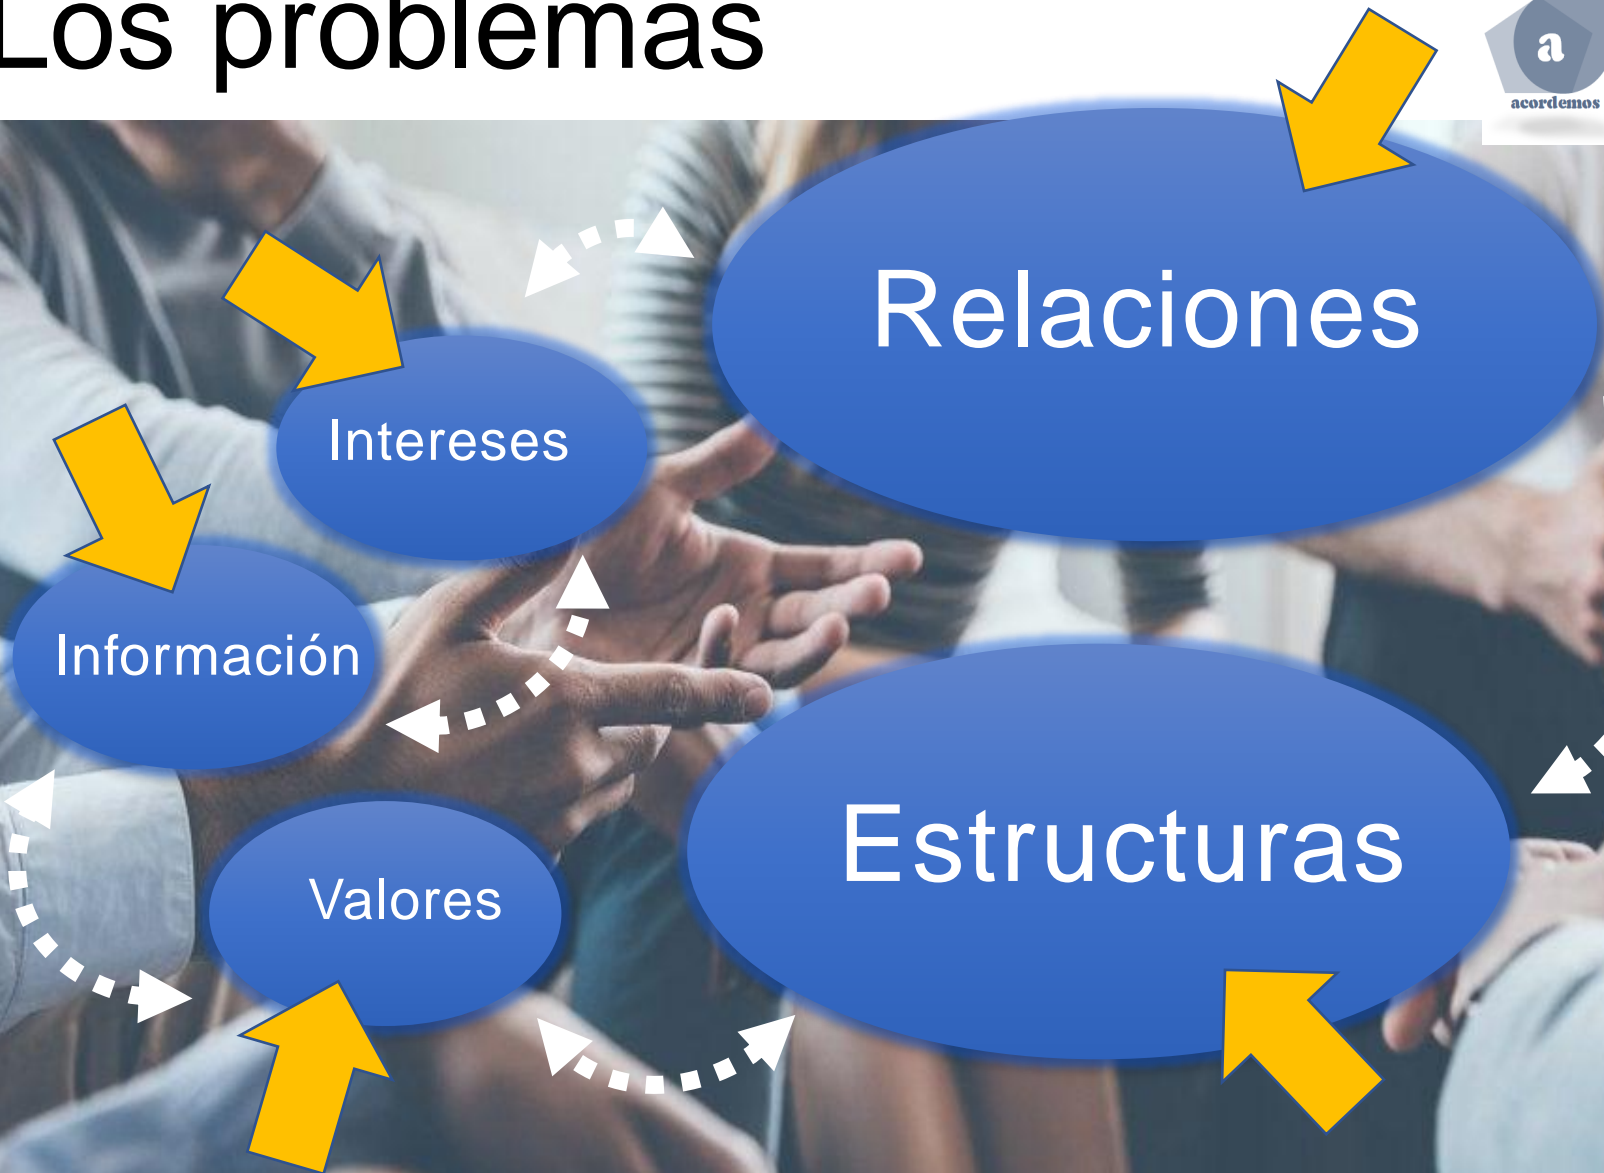 Los problemas
a
acordemos
Relaciones
Intereses
Información
Estructuras
Valores